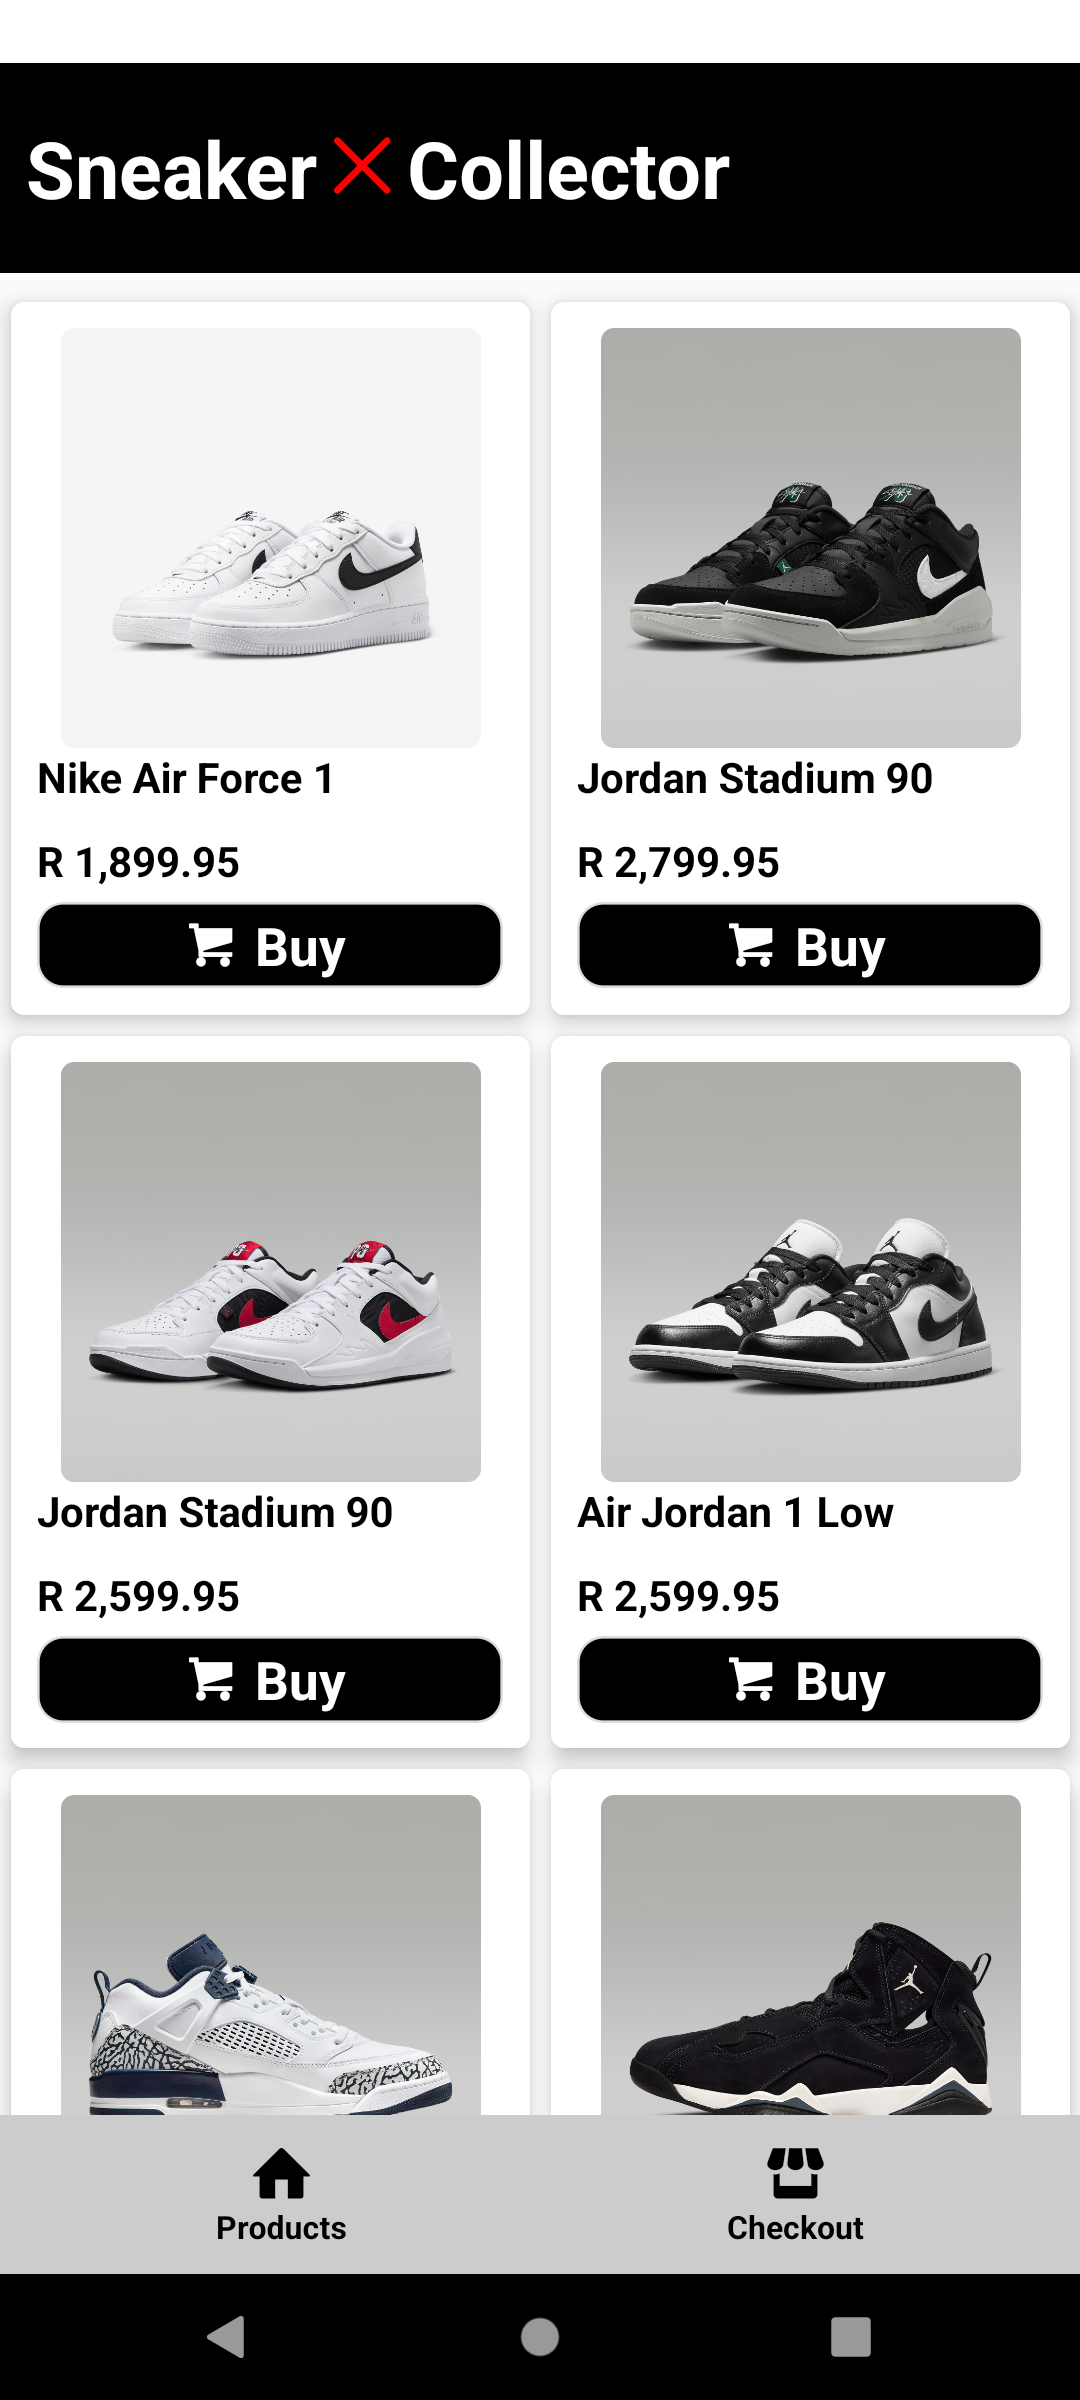 Sneaker Collector
Nike Air Force 1
R 1,899.95
Buy
Jordan Stadium 90
R 2,799.95
Buy
Jordan Stadium 90
R 2,599.95
Buy
Air Jordan 1 Low
R 2,599.95
Buy
Products
Checkout